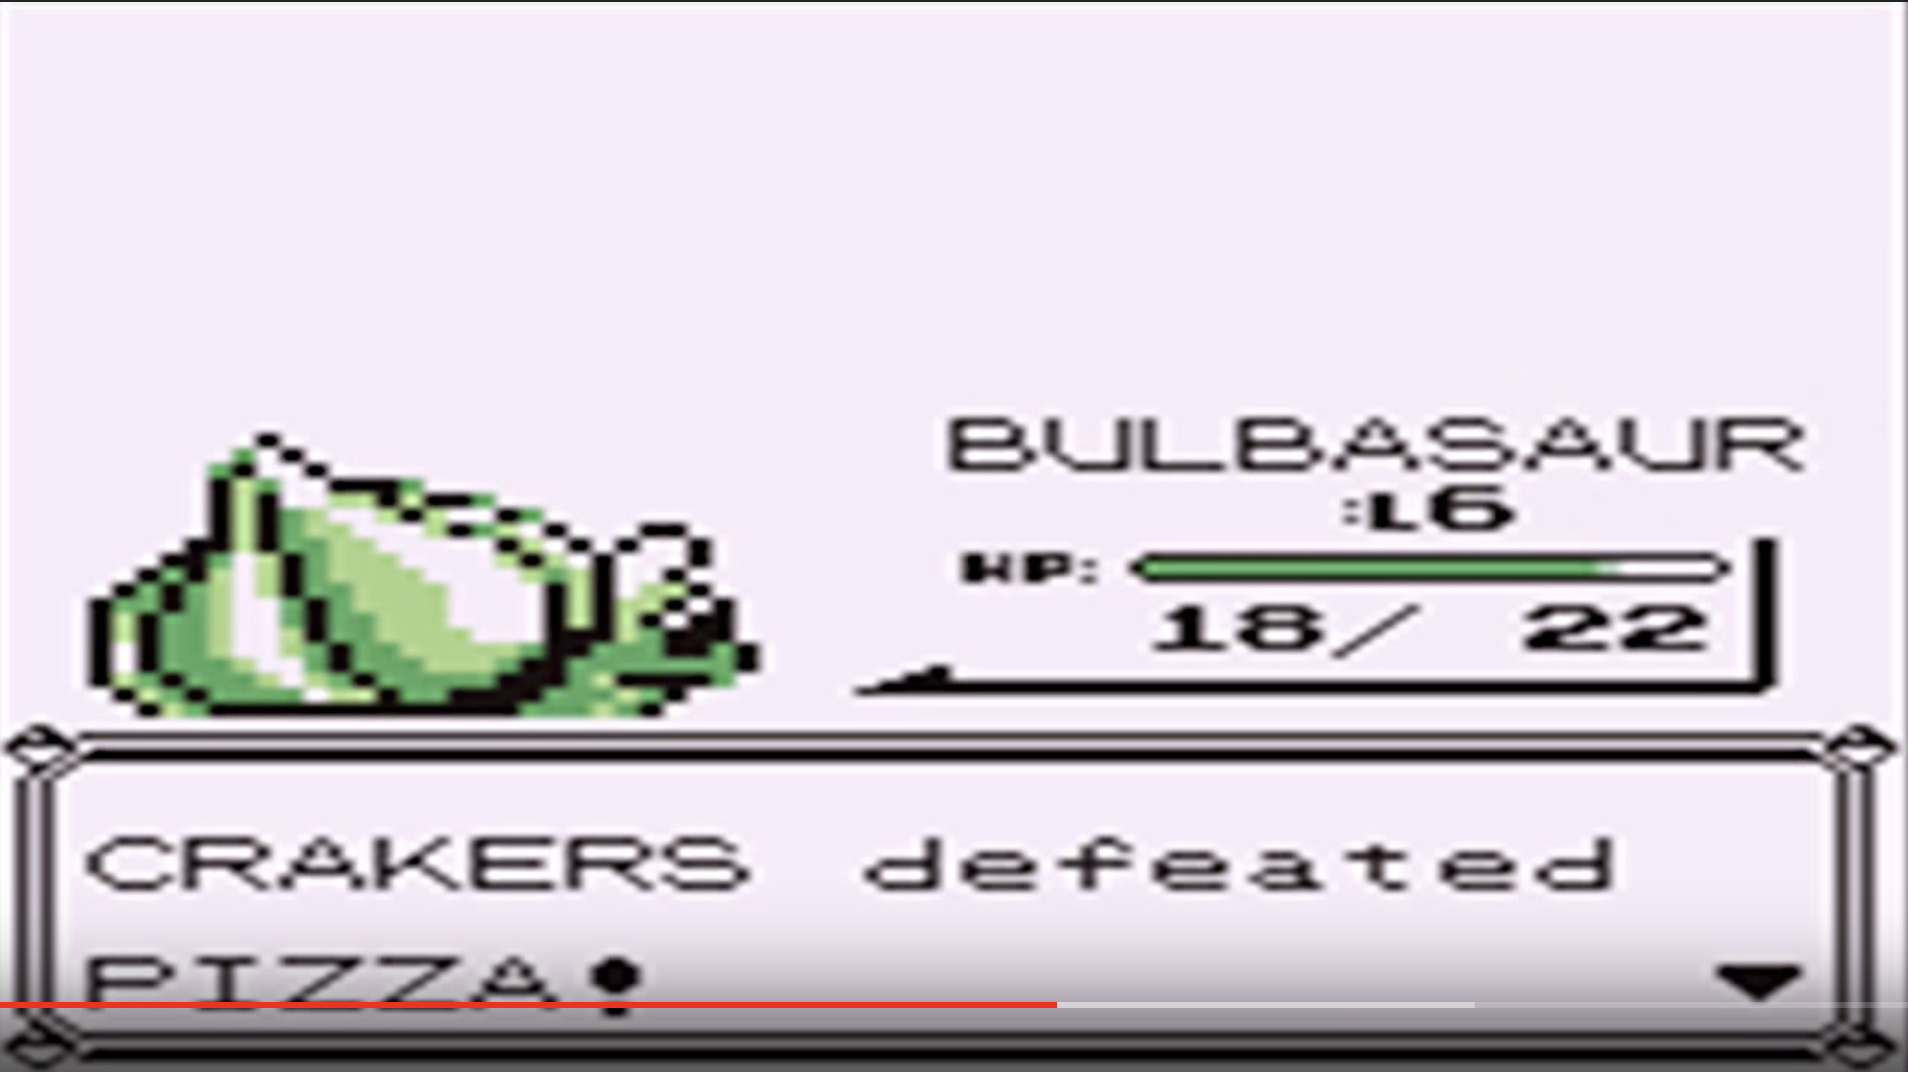 BULBASAUR
:L6
HP:
18/ 22
CRAKERS defeated
PIZZA!